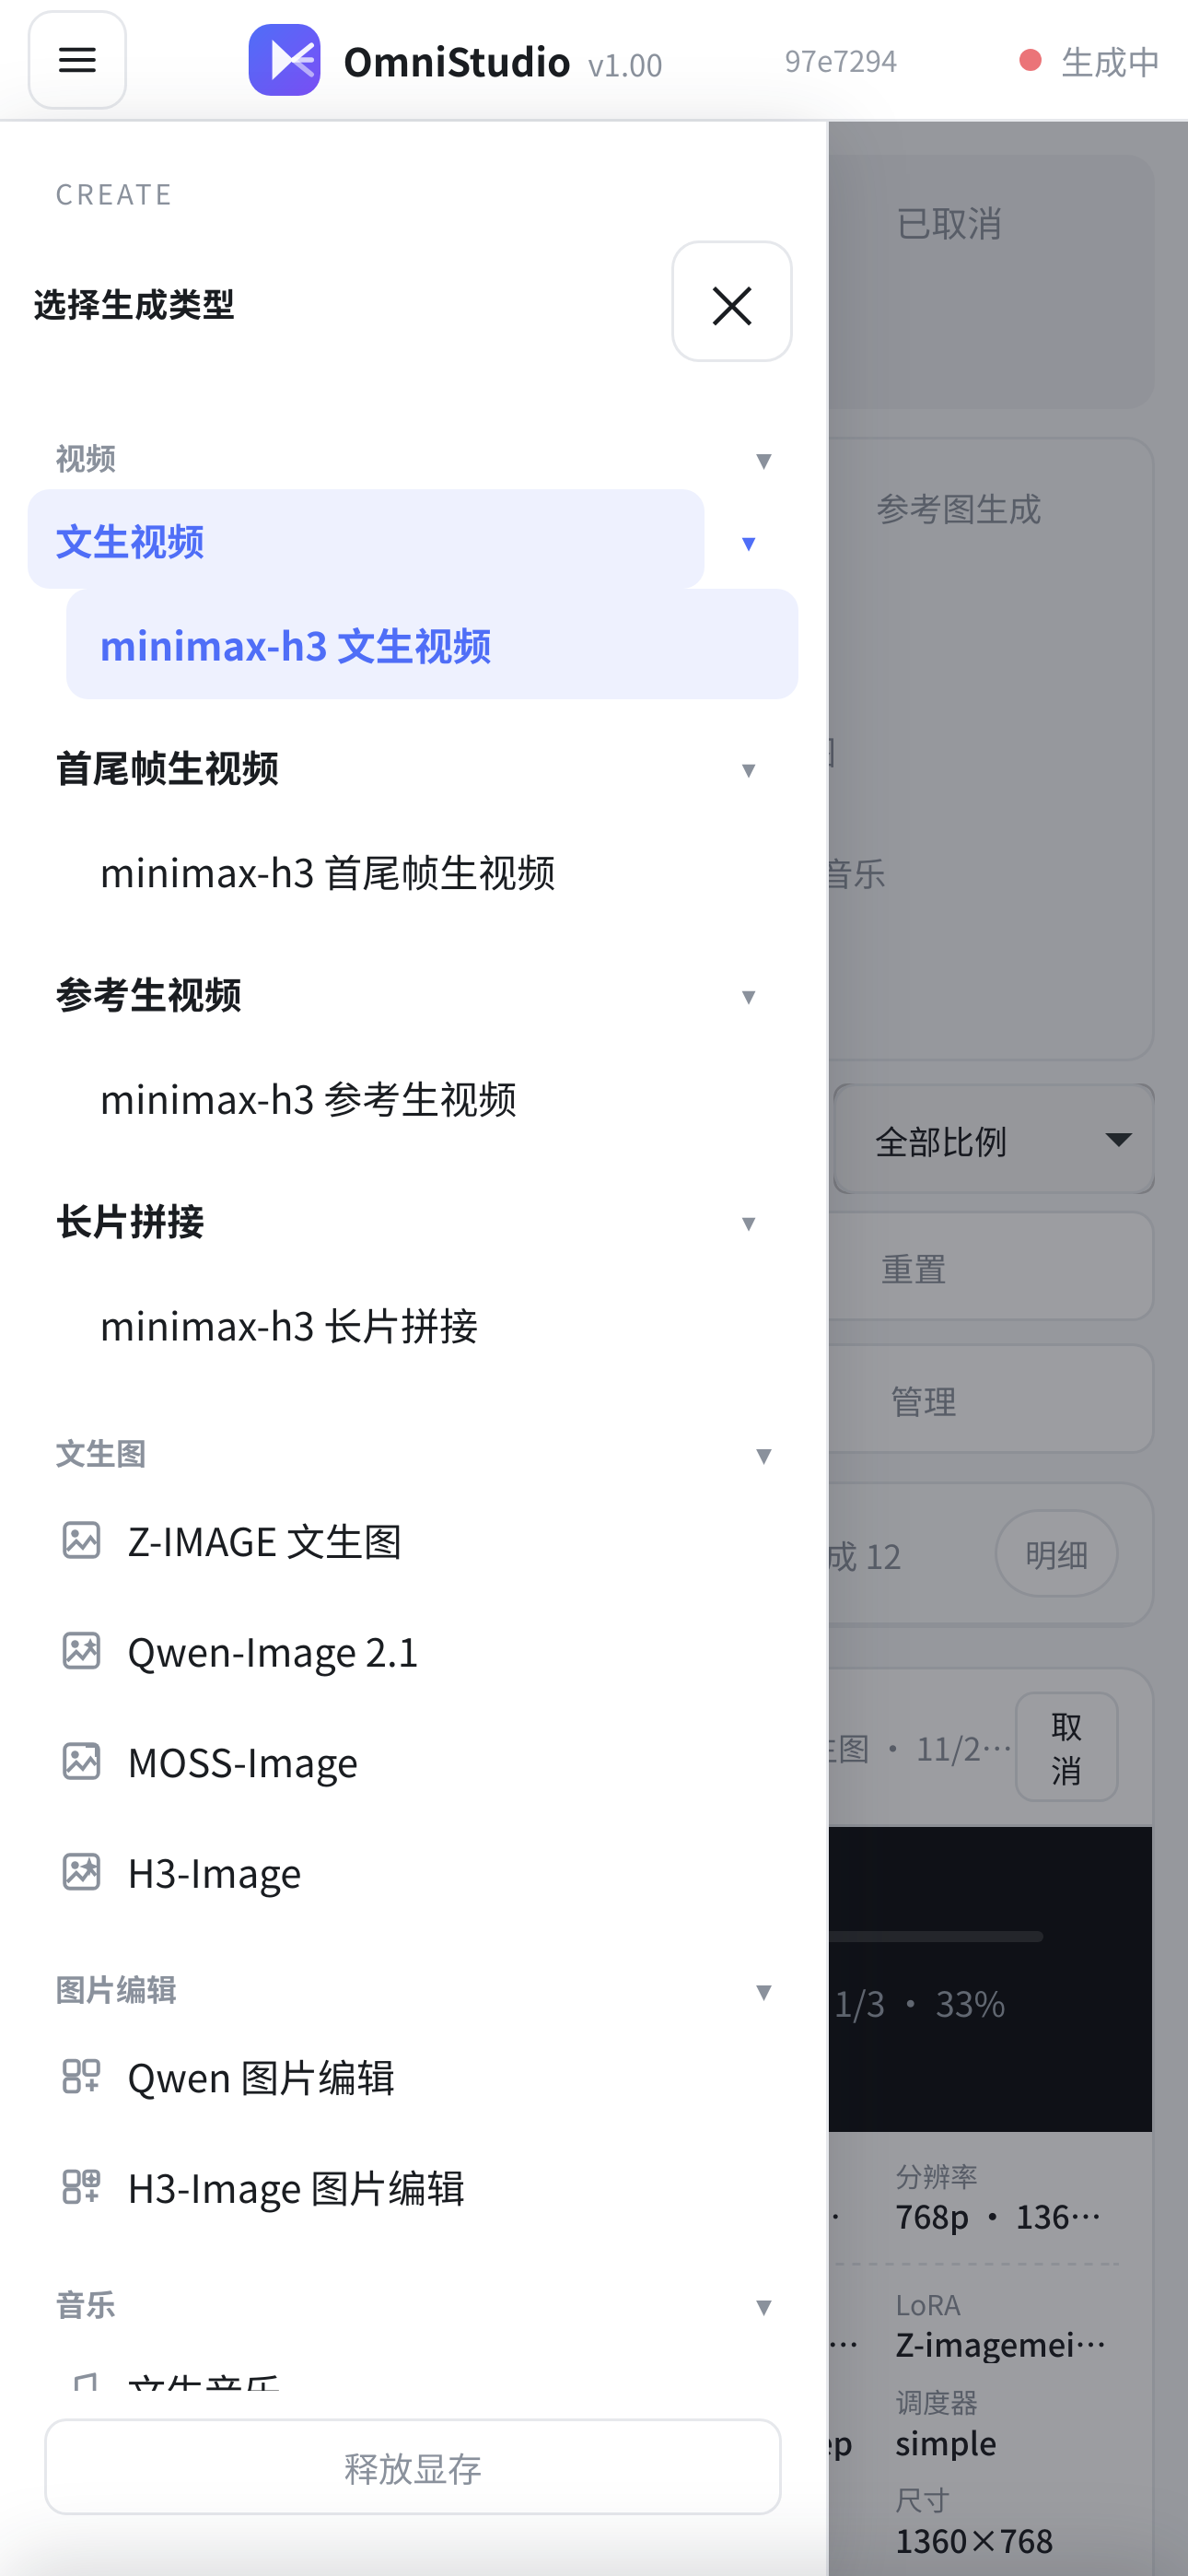 OmniStudio v1.00 97e7294 生成中
CREATE
选择生成类型
视频
文生视频
minimax-h3 文生视频
首尾帧生视频
minimax-h3 首尾帧生视频
参考生视频
minimax-h3 参考生视频
长片拼接
minimax-h3 长片拼接
文生图
Z-IMAGE 文生图
Qwen-Image 2.1
MOSS-Image
H3-Image
图片编辑
Qwen 图片编辑
H3-Image 图片编辑
音乐
文生音乐
释放显存
已取消
参考图生成
音乐
全部比例
重置
管理
成 12
明细
图 • 11/2…
取
消
1/3 • 33%
分辨率
768p • 136…
LoRA
Z-imagemei…
调度器
simple
尺寸
1360×768